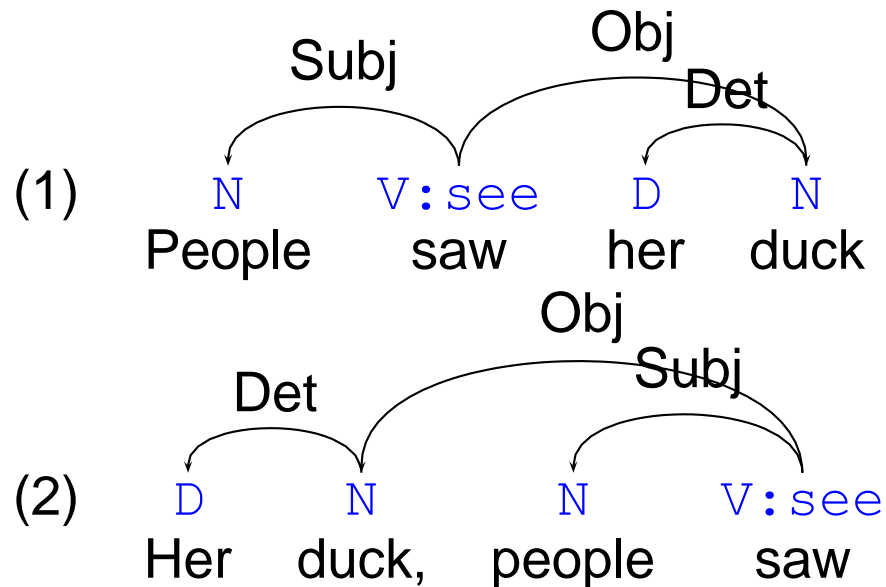 Obj
Subj
Det
(1) N V:see D N
People saw her duck
Obj
Subj
Det
(2) D N N V:see
Her duck, people saw